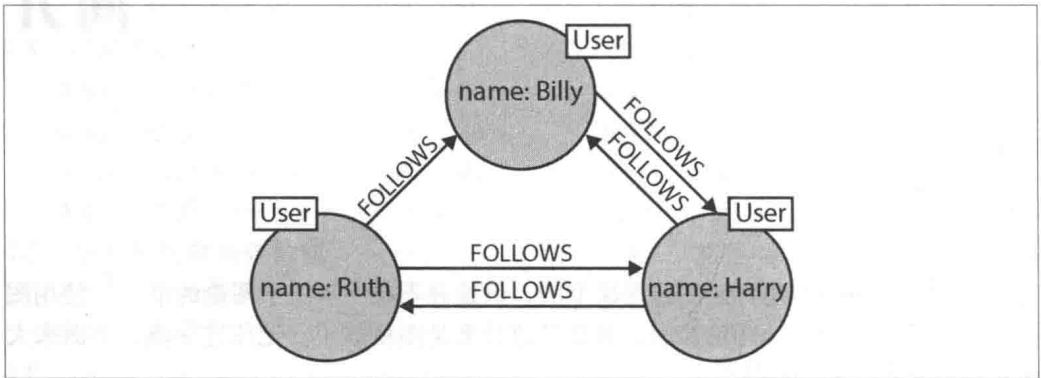 User
name: Billy
FOLLOWS
FOLLOWS
FOLLOWS
User
User
FOLLOWS
name: Ruth
name: Harry
FOLLOWS